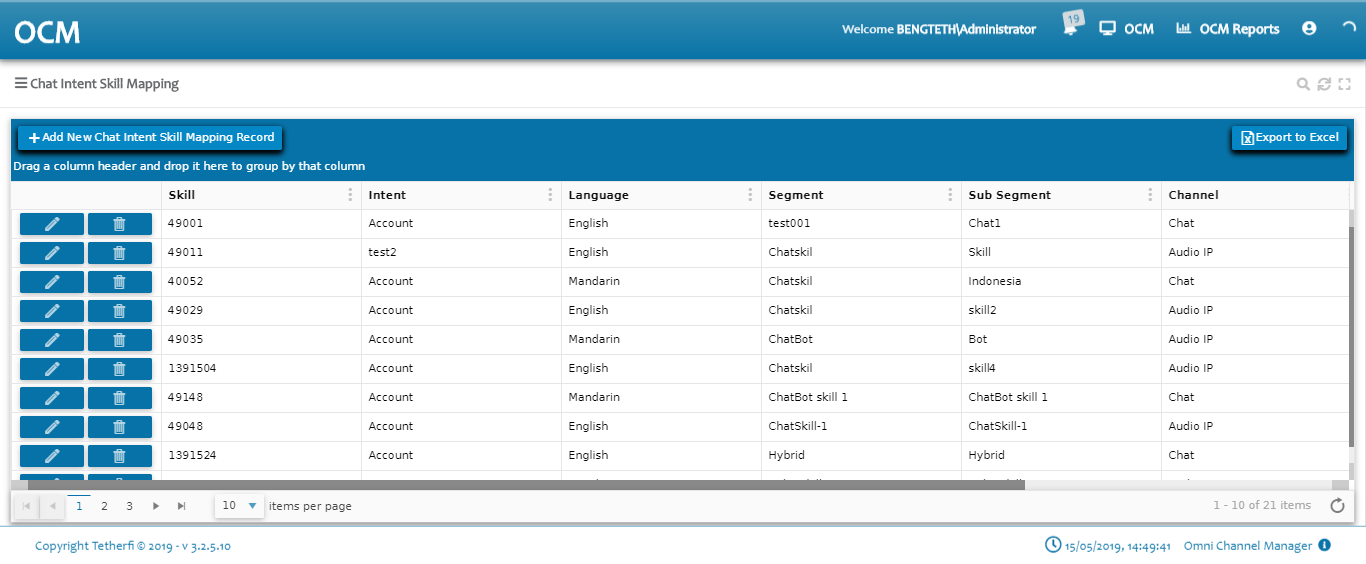 OCM
Welcome BENGTETH\Administrator 19 OCM OCM Reports
Chat Intent Skill Mapping
Add New Chat Intent Skill Mapping Record Export to Excel
Drag a column header and drop it here to group by that column
Skill Intent Language Segment Sub Segment Channel
49001 Account English test001 Chat1 Chat
49011 test2 English Chatskil Skill Audio IP
40052 Account Mandarin Chatskil Indonesia Chat
49029 Account English Chatskil skill2 Audio IP
49035 Account Mandarin ChatBot Bot Audio IP
1391504 Account English Chatskil skill4 Audio IP
49148 Account Mandarin ChatBot skill 1 ChatBot skill 1 Chat
49048 Account English ChatSkill-1 ChatSkill-1 Audio IP
1391524 Account English Hybrid Hybrid Chat
1 2 3 10 items per page 1 - 10 of 21 items
Copyright Tetherfi © 2019 - v 3.2.5.10 15/05/2019, 14:49:41 Omni Channel Manager